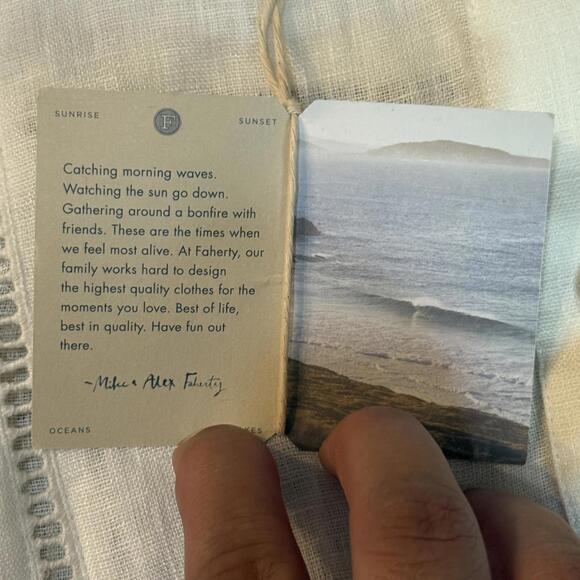 SUNRISE
F
SUNSET
Catching morning waves.
Watching the sun go down.
Gathering around a bonfire with
friends. These are the times when
we feel most alive. At Faherty, our
family works hard to design
the highest quality clothes for the
moments you love. Best of life,
best in quality. Have fun out
there.
-Mike & Alex Faherty
OCEANS